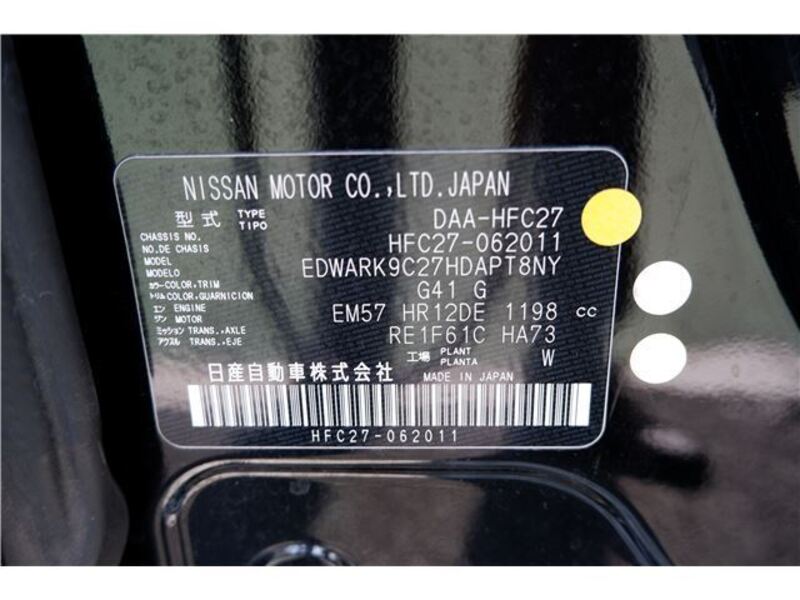 NISSAN MOTOR CO.,LTD.JAPAN
型式 TYPE TIPO DAA-HFC27
CHASSIS NO. NO.DE CHASIS HFC27-062011
MODEL MODELO EDWARK9C27HDAPT8NY
カラー COLOR,TRIM トリム COLOR,GUARNICION G41 G
エンジン ENGINE MOTOR EM57 HR12DE 1198 cc
ミッション TRANS.,AXLE アクスル TRANS.,EJE RE1F61C HA73
工場 PLANT PLANTA W
日産自動車株式会社 MADE IN JAPAN
HFC27-062011